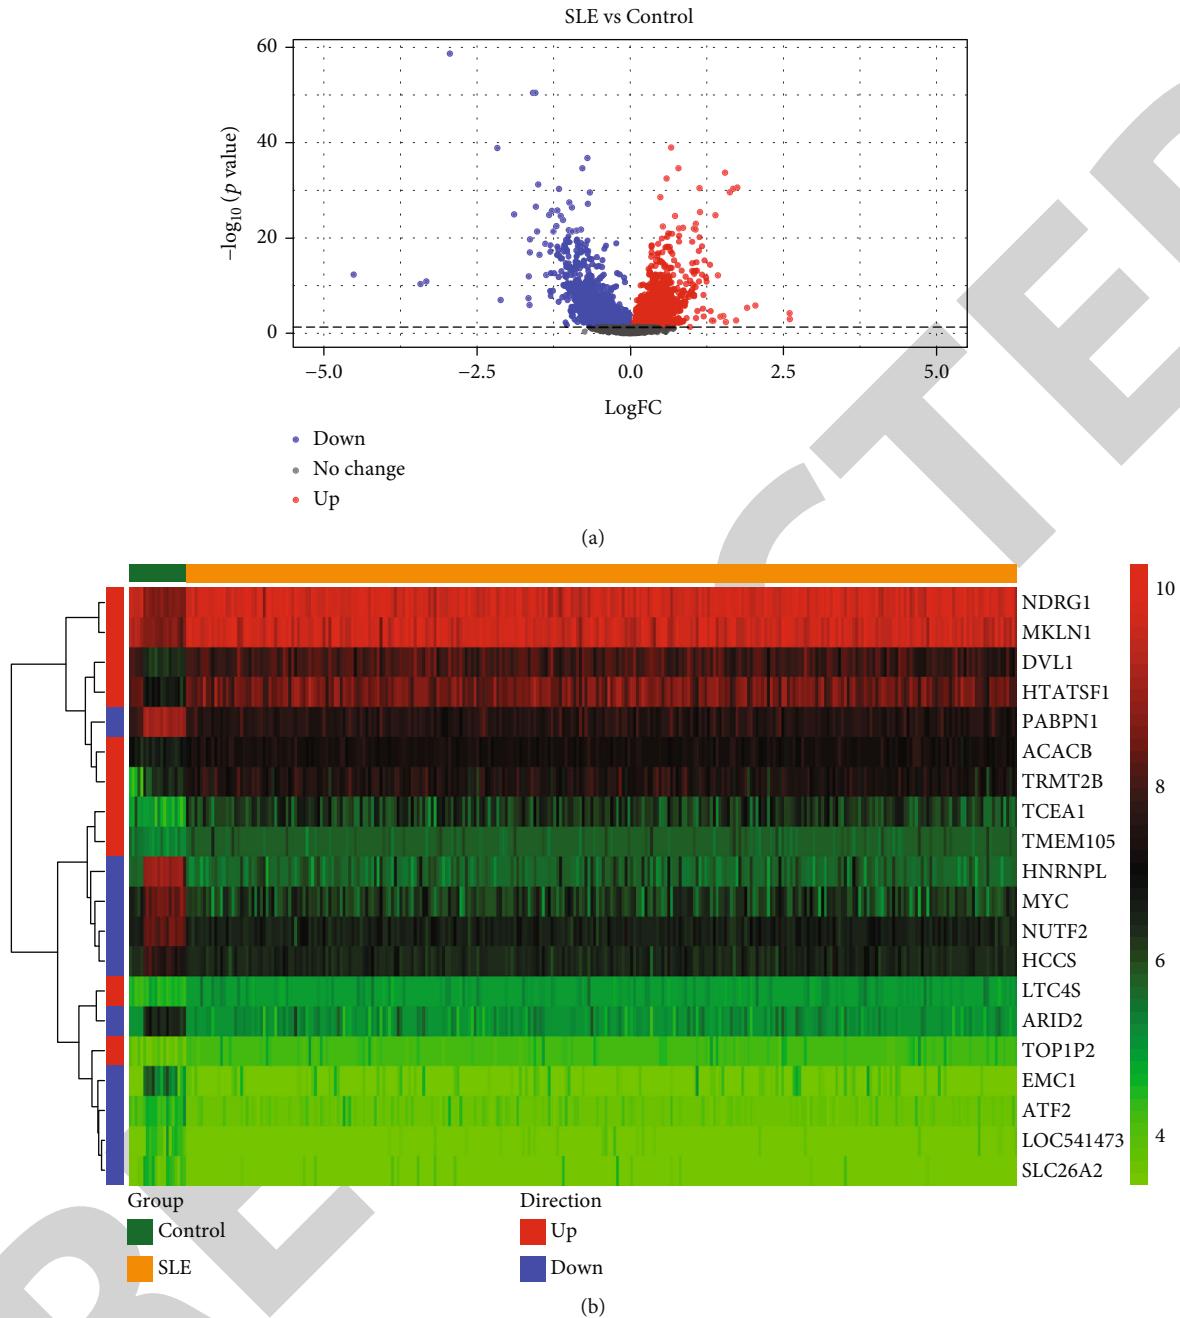 SLE vs Control
60
40
20
0
−log10 (p value)
−5.0 −2.5 0.0 2.5 5.0
LogFC
Down
No change
Up
(a)
NDRG1
MKLN1
DVL1
HTATSF1
PABPN1
ACACB
TRMT2B
TCEA1
TMEM105
HNRNPL
MYC
NUTF2
HCCS
LTC4S
ARID2
TOP1P2
EMC1
ATF2
LOC541473
SLC26A2
10
8
6
4
Group
Control
SLE
Direction
Up
Down
(b)